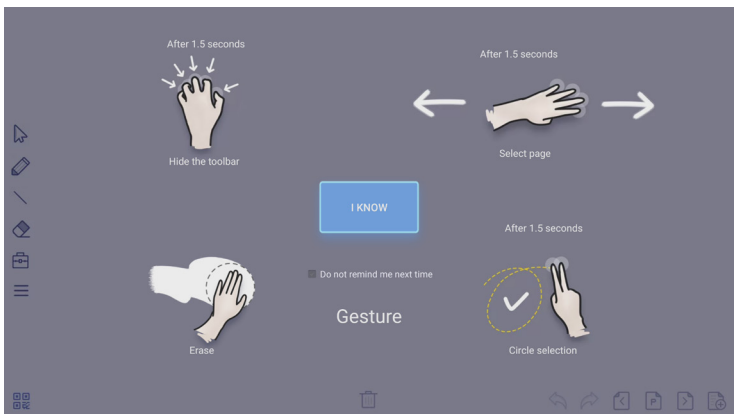 After 1.5 seconds
Hide the toolbar
After 1.5 seconds
Select page
I KNOW
Do not remind me next time
Gesture
Erase
After 1.5 seconds
Circle selection
P